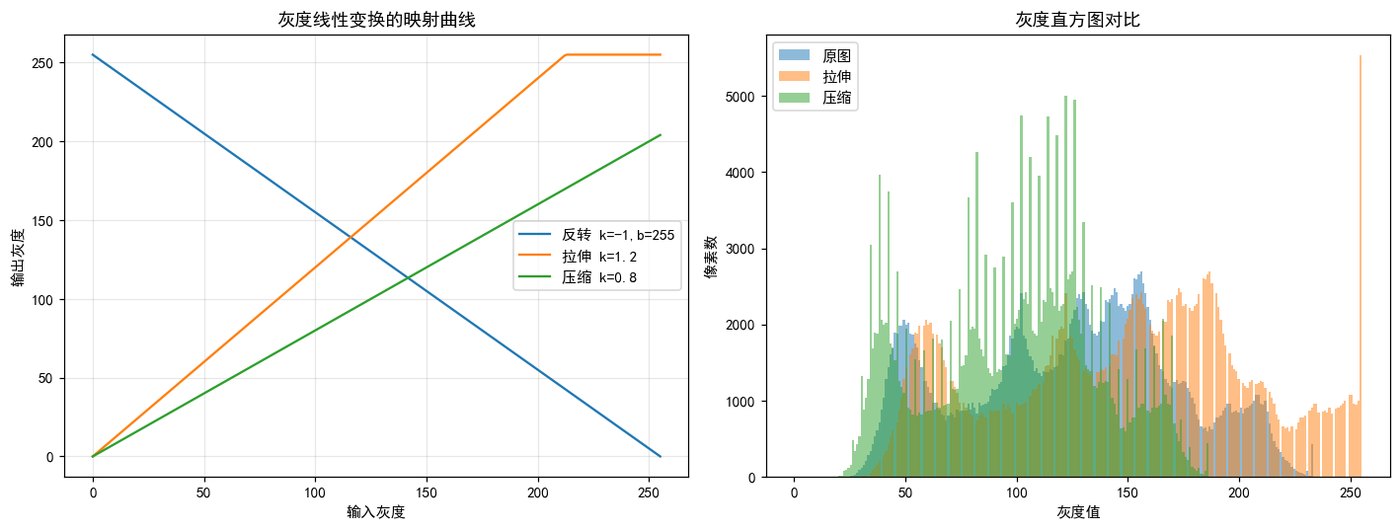 灰度线性变换的映射曲线
250
200
150
100
50
0
输出灰度
反转 k=−1,b=255
拉伸 k=1.2
压缩 k=0.8
0 50 100 150 200 250
输入灰度
灰度直方图对比
5000
4000
3000
2000
1000
0
像素数
原图
拉伸
压缩
0 50 100 150 200 250
灰度值